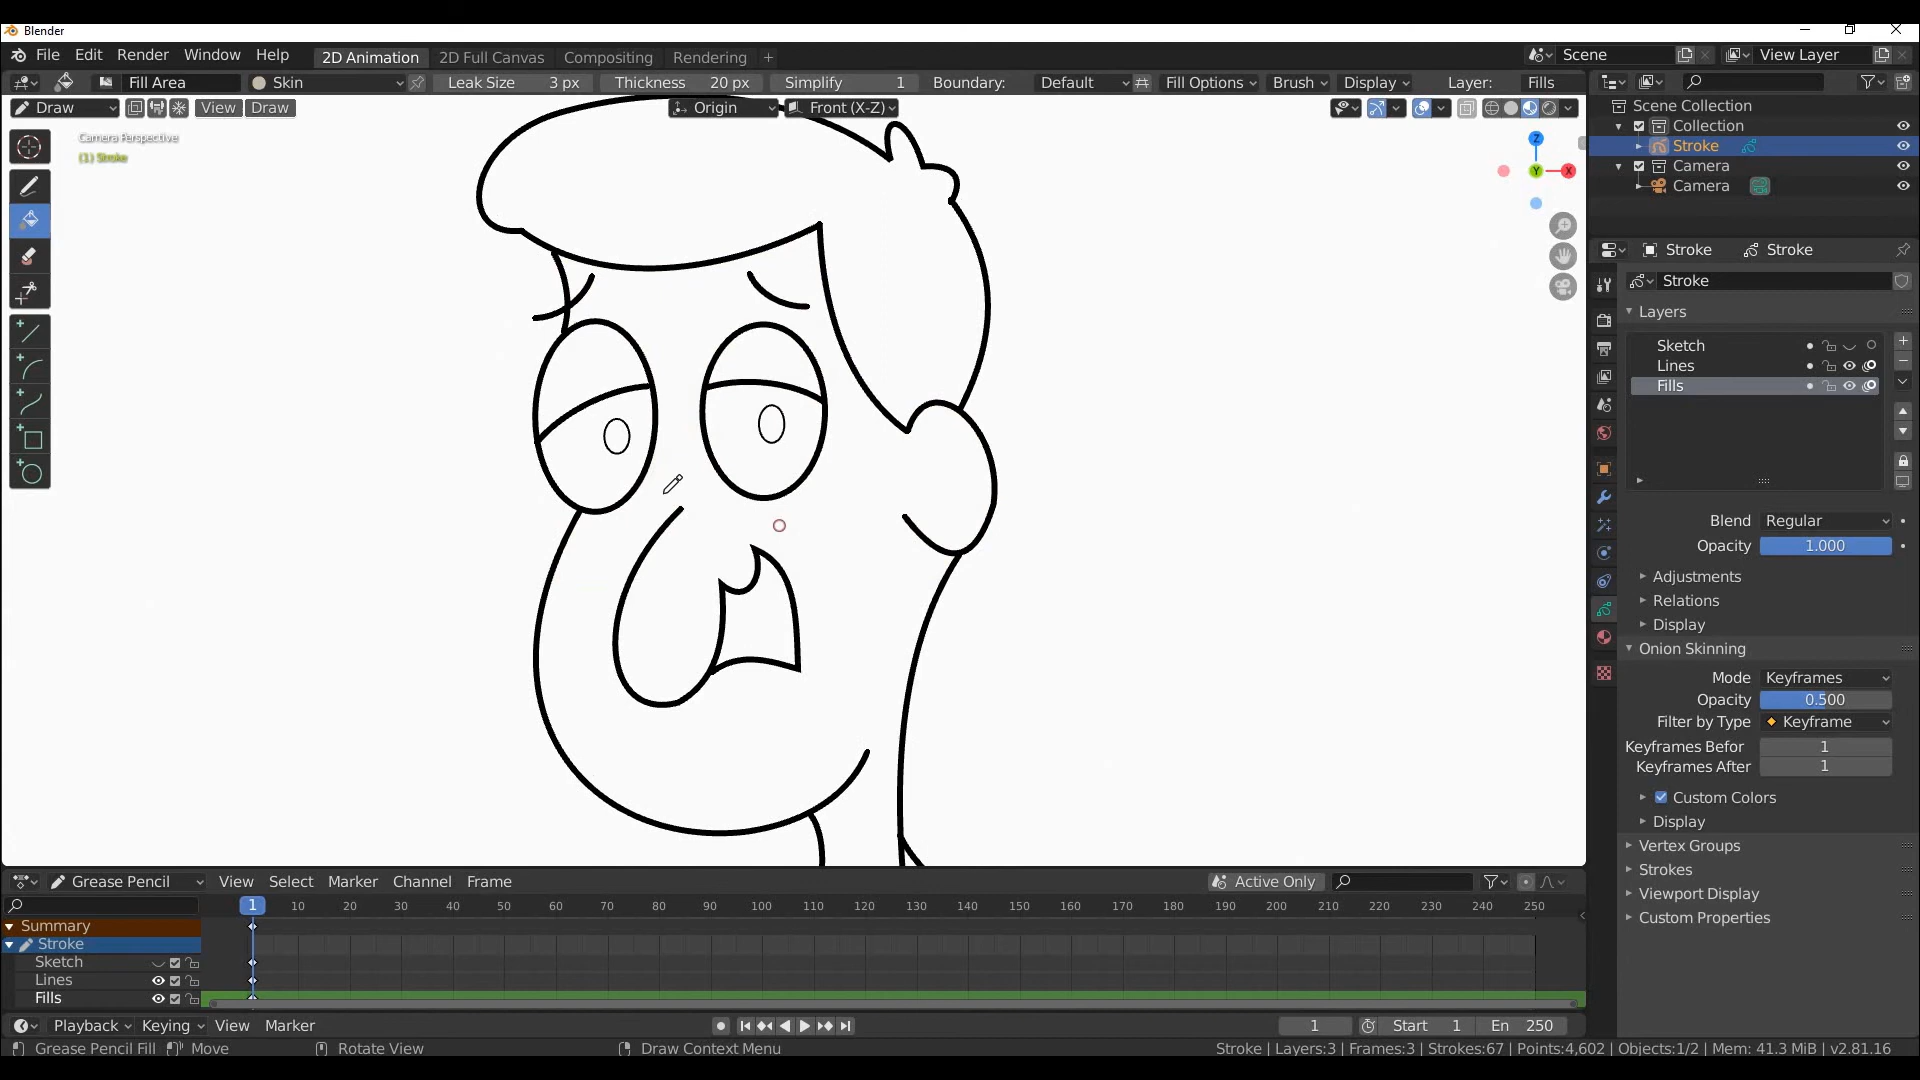 Blender
File Edit Render Window Help 2D Animation 2D Full Canvas Compositing Rendering + Scene View Layer
Fill Area Skin Leak Size 3 px Thickness 20 px Simplify 1 Boundary: Default Fill Options Brush Display Layer: Fills
Draw View Draw Origin Front (X-Z)
Camera Perspective
(1) Stroke
Z
Y
X
Scene Collection
Collection
Stroke
Camera
Camera
Stroke Stroke
Stroke
Layers
Sketch
Lines
Fills
Blend Regular
Opacity 1.000
Adjustments
Relations
Display
Onion Skinning
Mode Keyframes
Opacity 0.500
Filter by Type Keyframe
Keyframes Befor 1
Keyframes After 1
Custom Colors
Display
Vertex Groups
Strokes
Viewport Display
Custom Properties
Grease Pencil View Select Marker Channel Frame Active Only
1 10 20 30 40 50 60 70 80 90 100 110 120 130 140 150 160 170 180 190 200 210 220 230 240 250
Summary
Stroke
Sketch
Lines
Fills
Playback Keying View Marker 1 Start 1 En 250
Grease Pencil Fill Move Rotate View Draw Context Menu Stroke | Layers:3 | Frames:3 | Strokes:67 | Points:4,602 | Objects:1/2 | Mem: 41.3 MiB | v2.81.16